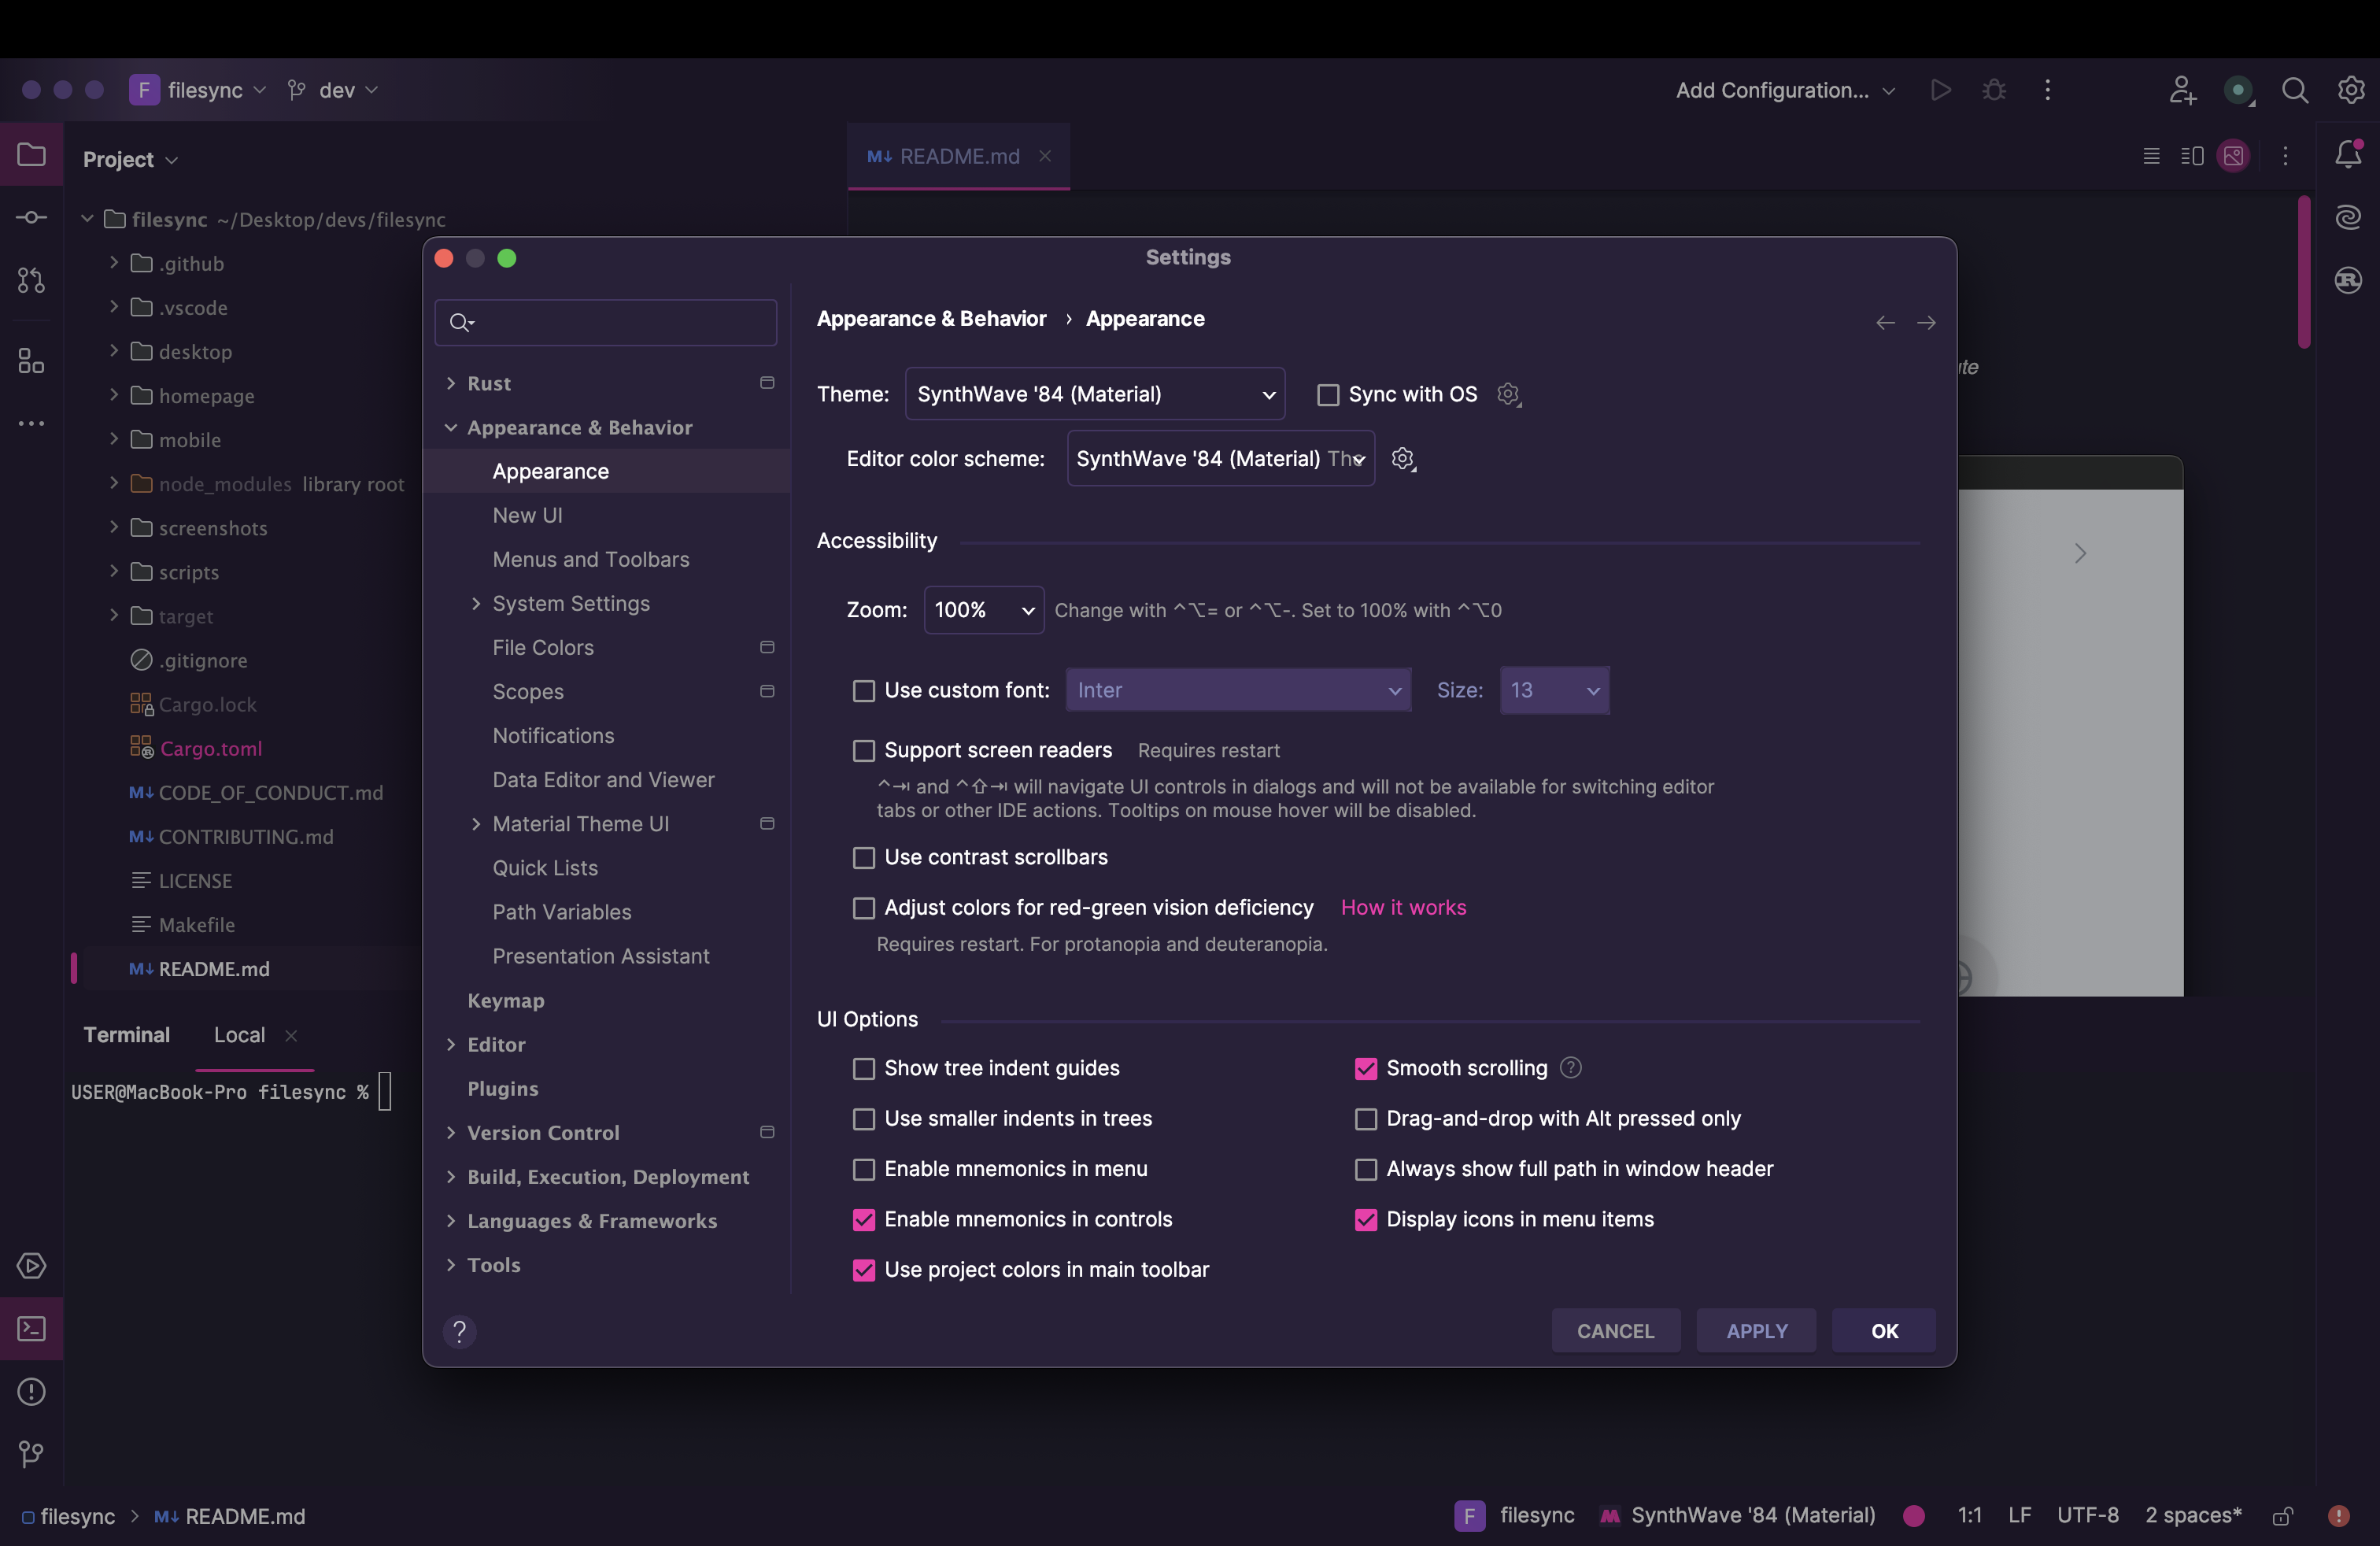 F filesync dev Add Configuration...
Project
M↓ README.md
filesync ~/Desktop/devs/filesync
.github
.vscode
desktop
homepage
mobile
node_modules library root
screenshots
scripts
target
.gitignore
Cargo.lock
Cargo.toml
M↓ CODE_OF_CONDUCT.md
M↓ CONTRIBUTING.md
LICENSE
Makefile
M↓ README.md
Settings
Rust
Appearance & Behavior
Appearance
New UI
Menus and Toolbars
System Settings
File Colors
Scopes
Notifications
Data Editor and Viewer
Material Theme UI
Quick Lists
Path Variables
Presentation Assistant
Keymap
Editor
Plugins
Version Control
Build, Execution, Deployment
Languages & Frameworks
Tools
?
Appearance & Behavior › Appearance
Theme: SynthWave '84 (Material) Sync with OS
Editor color scheme: SynthWave '84 (Material) The
Accessibility
Zoom: 100% Change with ^⌥= or ^⌥-. Set to 100% with ^⌥0
Use custom font: Inter Size: 13
Support screen readers Requires restart
^⇥ and ^⇧⇥ will navigate UI controls in dialogs and will not be available for switching editor
tabs or other IDE actions. Tooltips on mouse hover will be disabled.
Use contrast scrollbars
Adjust colors for red-green vision deficiency How it works
Requires restart. For protanopia and deuteranopia.
UI Options
Show tree indent guides
Smooth scrolling ?
Use smaller indents in trees
Drag-and-drop with Alt pressed only
Enable mnemonics in menu
Always show full path in window header
Enable mnemonics in controls
Display icons in menu items
Use project colors in main toolbar
CANCEL APPLY OK
Terminal Local
USER@MacBook-Pro filesync %
filesync > M↓ README.md
F filesync SynthWave '84 (Material) 1:1 LF UTF-8 2 spaces*